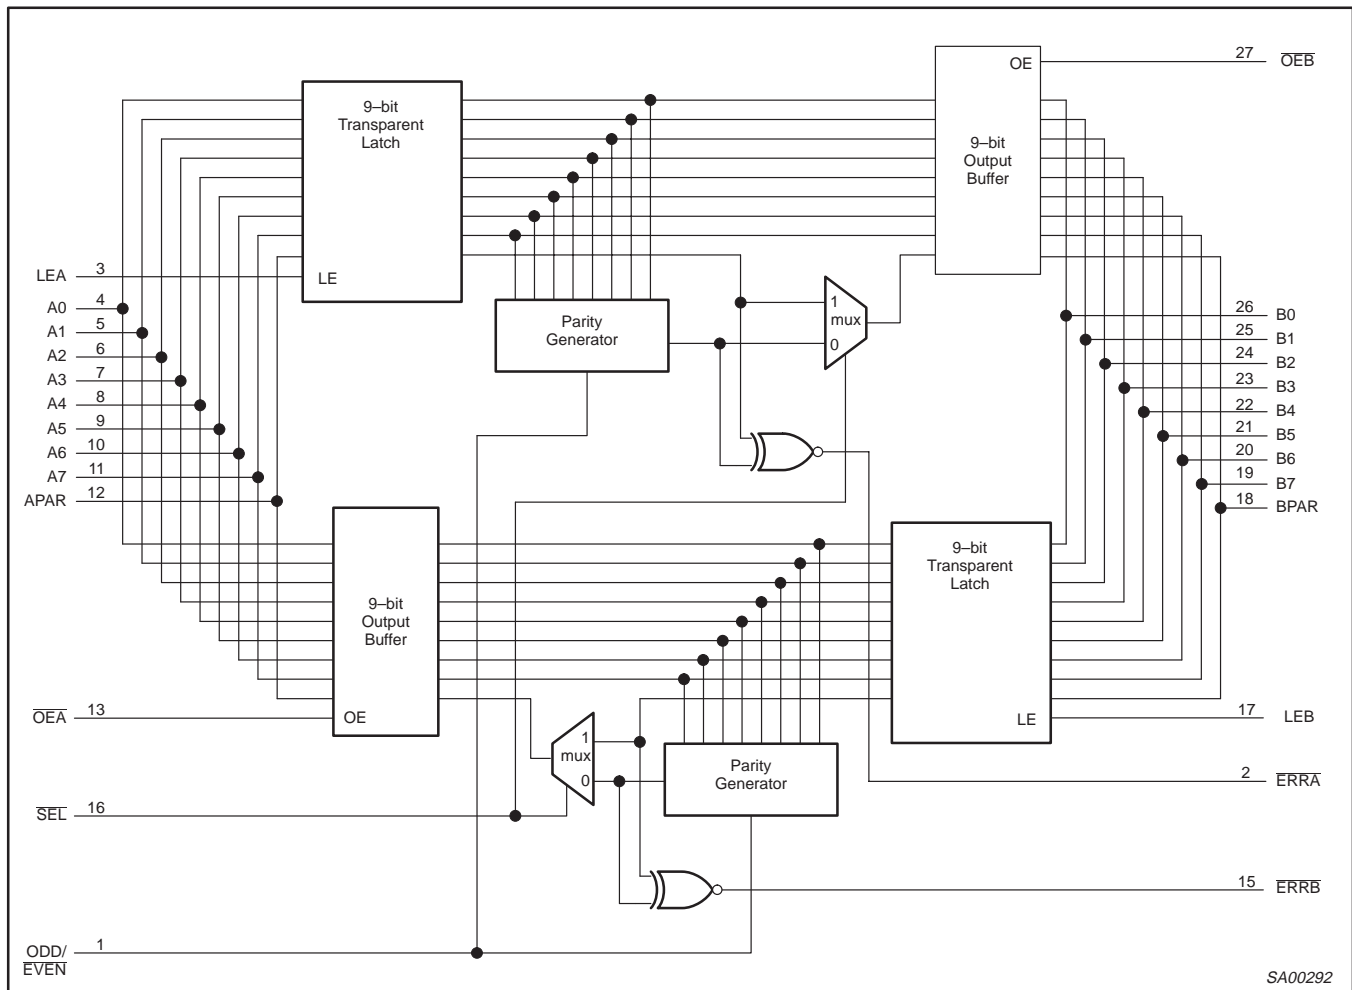 9–bit
Transparent
Latch
LE
OE
9–bit
Output
Buffer
27 OEB
LEA 3
A0 4
A1 5
A2 6
A3 7
A4 8
A5 9
A6 10
A7 11
APAR 12
Parity
Generator
1
mux
0
26 B0
25 B1
24 B2
23 B3
22 B4
21 B5
20 B6
19 B7
18 BPAR
9–bit
Output
Buffer
OE
9–bit
Transparent
Latch
LE
OEA 13
17 LEB
1
mux
0
Parity
Generator
2 ERRA
SEL 16
15 ERRB
ODD/
EVEN
1
SA00292